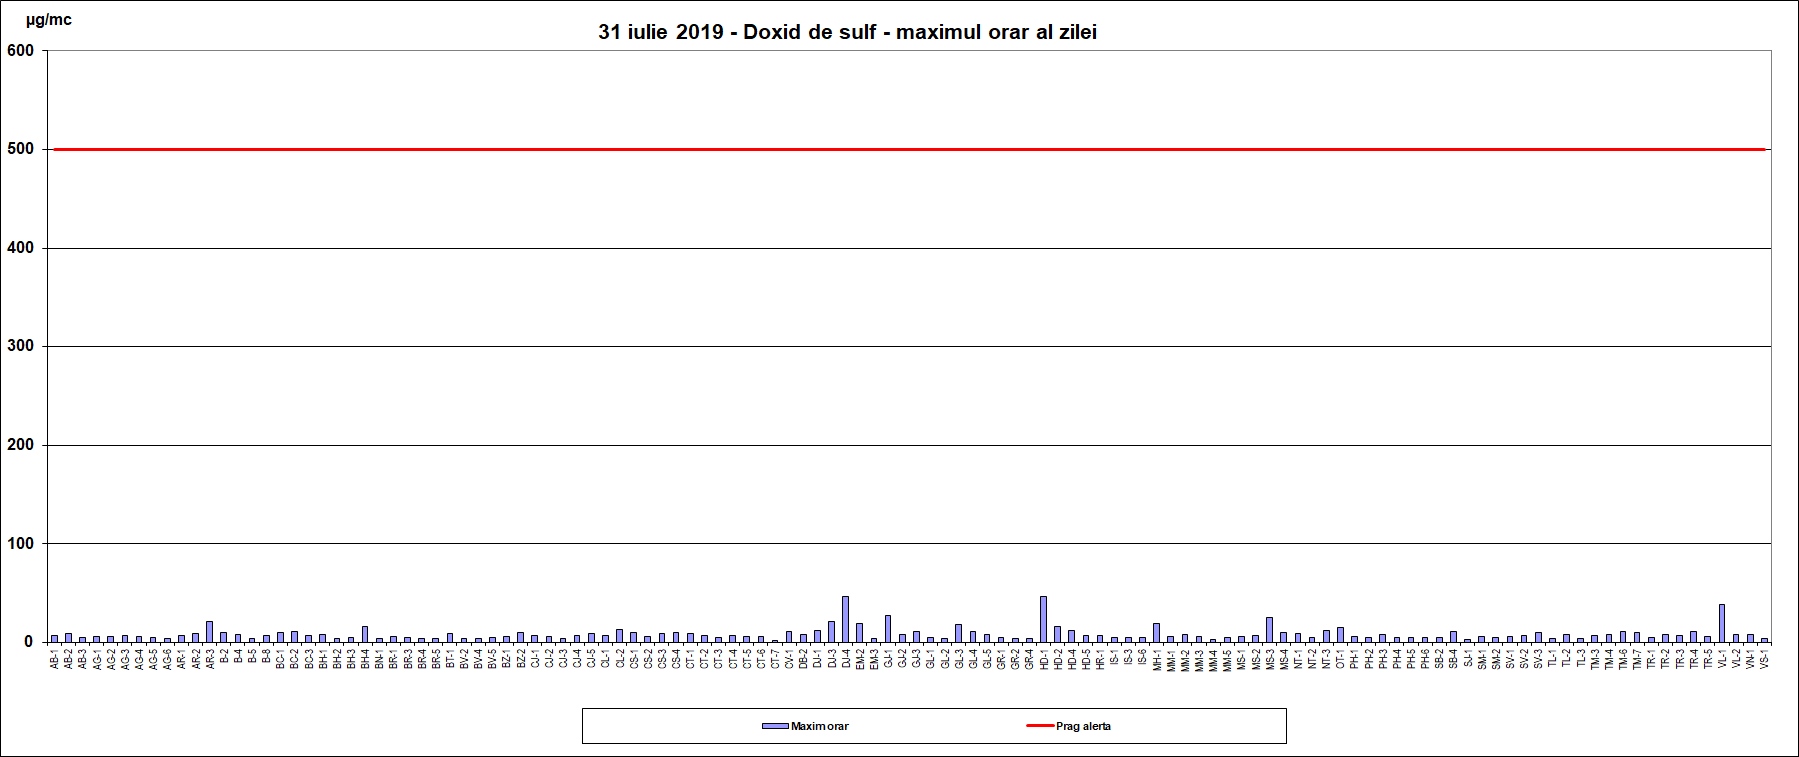 µg/mc
31 iulie 2019 - Doxid de sulf - maximul orar al zilei
600
500
400
300
200
100
0
AB-1 AB-2 AB-3 AG-1 AG-2 AG-3 AG-4 AG-5 AG-6 AR-1 AR-2 AR-3 B-2 B-4 B-5 B-8 BC-1 BC-2 BC-3 BH-1 BH-2 BH-3 BH-4 BN-1 BR-1 BR-3 BR-4 BR-5 BT-1 BV-2 BV-4 BV-5 BZ-1 BZ-2 CJ-1 CJ-2 CJ-3 CJ-4 CJ-5 CL-1 CL-2 CS-1 CS-2 CS-3 CS-4 CT-1 CT-2 CT-3 CT-4 CT-5 CT-6 CT-7 CV-1 DB-2 DJ-1 DJ-3 DJ-4 EM-2 EM-3 GJ-1 GJ-2 GJ-3 GL-1 GL-2 GL-3 GL-4 GL-5 GR-1 GR-2 GR-4 HD-1 HD-2 HD-4 HD-5 HR-1 IS-1 IS-3 IS-6 MH-1 MM-1 MM-2 MM-3 MM-4 MM-5 MS-1 MS-2 MS-3 MS-4 NT-1 NT-2 NT-3 OT-1 PH-1 PH-2 PH-3 PH-4 PH-5 PH-6 SB-2 SB-4 SJ-1 SM-1 SM-2 SV-1 SV-2 SV-3 TL-1 TL-2 TL-3 TM-3 TM-4 TM-6 TM-7 TR-1 TR-2 TR-3 TR-4 TR-5 VL-1 VL-2 VN-1 VS-1
Maxim orar Prag alerta